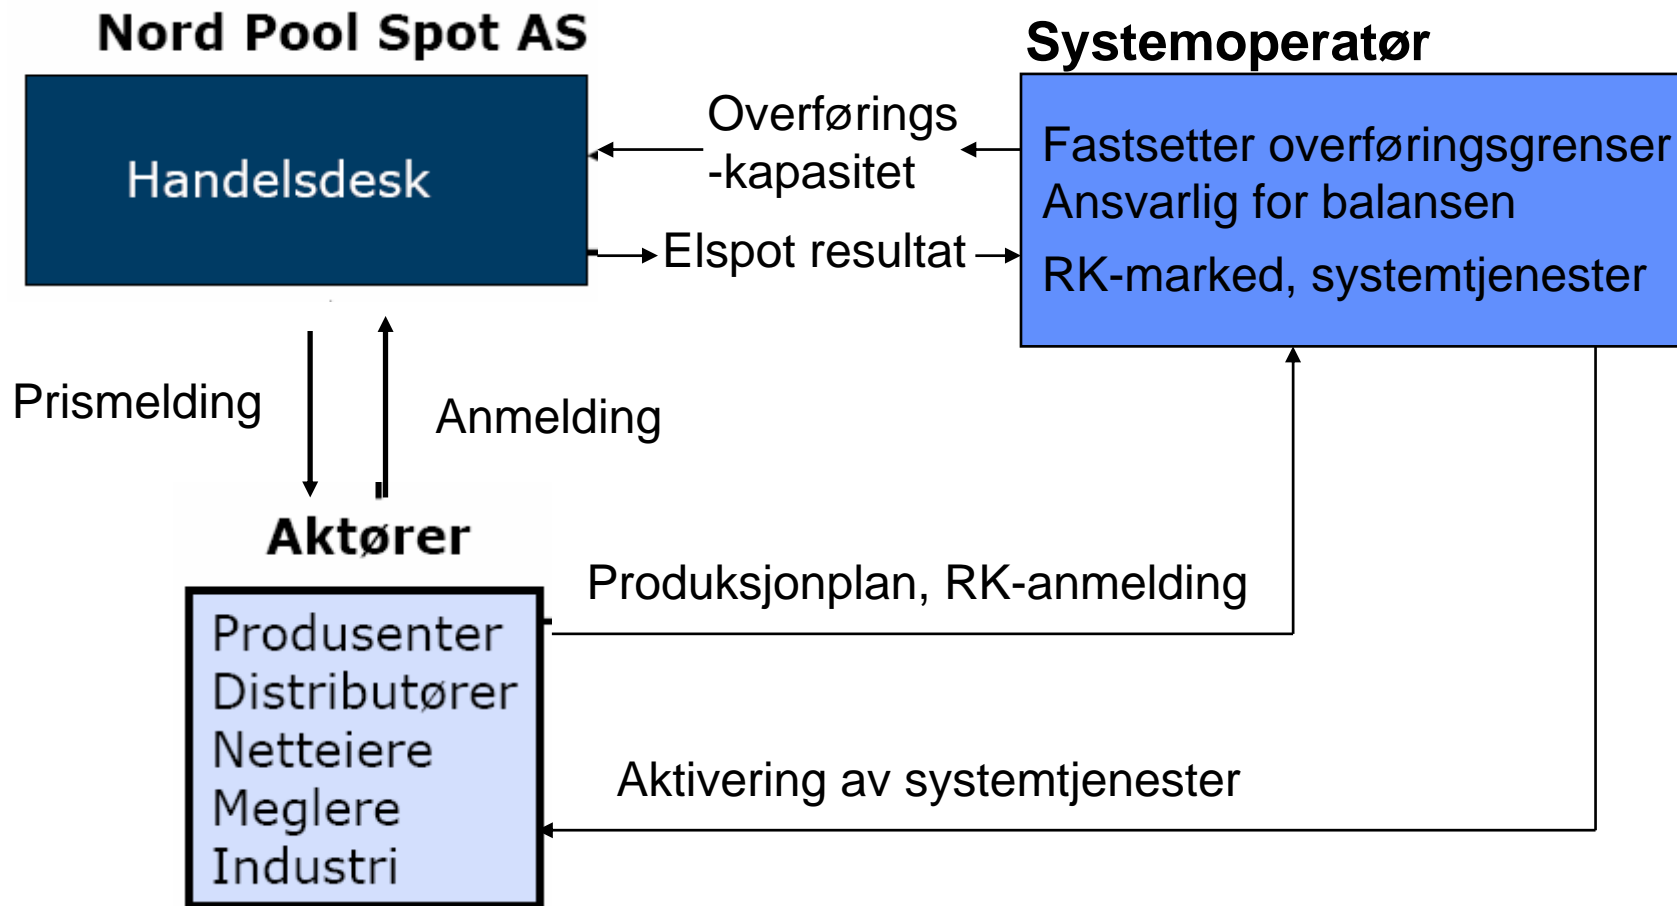 Nord Pool Spot AS
Systemoperatør
Handelsdesk
Overførings
-kapasitet
Elspot resultat
Fastsetter overføringsgrenser
Ansvarlig for balansen
RK-marked, systemtjenester
Prismelding
Anmelding
Aktører
Produsenter
Distributører
Netteiere
Meglere
Industri
Produksjonplan, RK-anmelding
Aktivering av systemtjenester